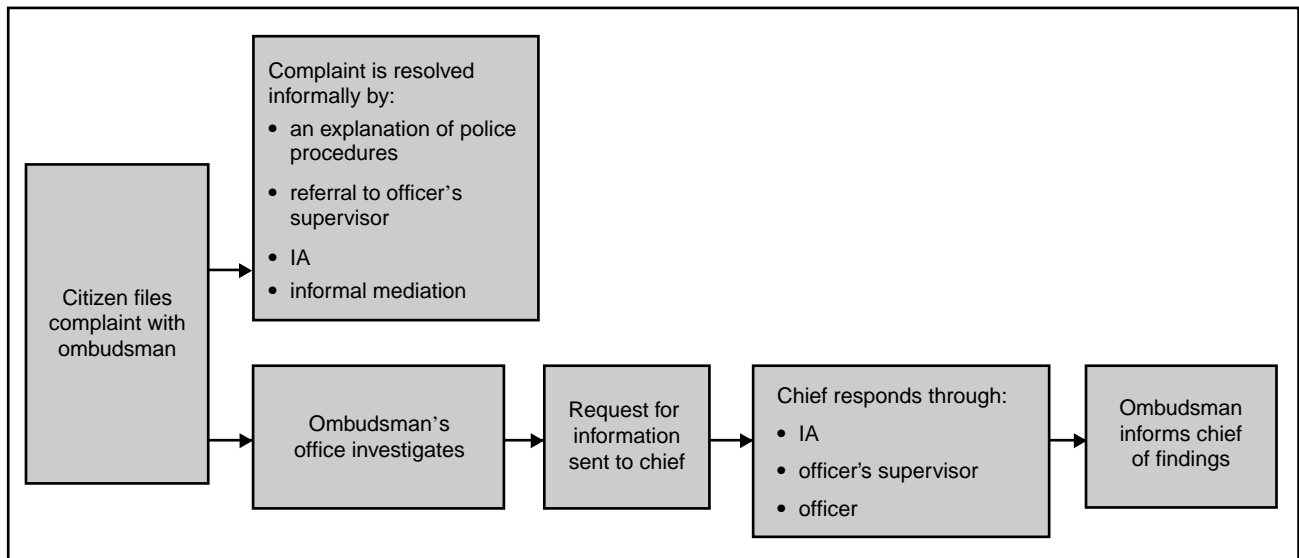 Complaint is resolved
informally by:
• an explanation of police
procedures
• referral to officer's
supervisor
• IA
• informal mediation
Citizen files
complaint with
ombudsman
Ombudsman's
office investigates
Request for
information
sent to chief
Chief responds through:
• IA
• officer's supervisor
• officer
Ombudsman
informs chief
of findings